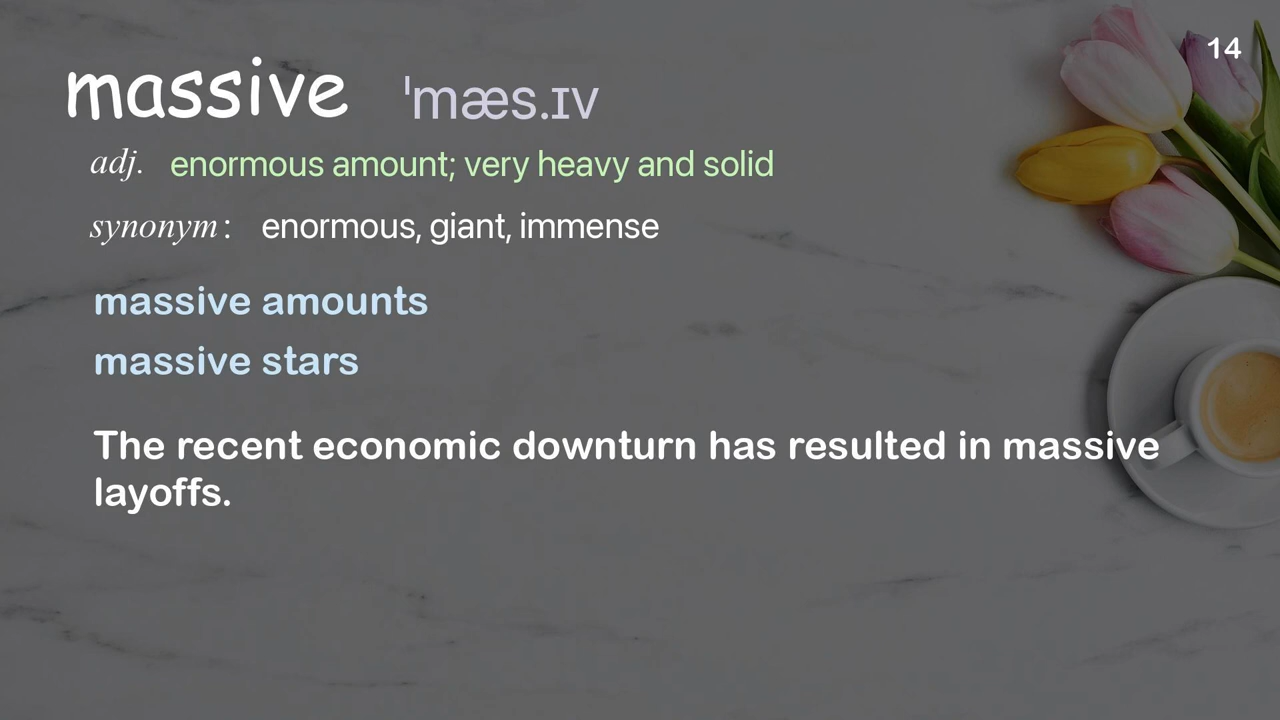 14
massive ˈmæs.ɪv
adj. enormous amount; very heavy and solid
synonym: enormous, giant, immense
massive amounts
massive stars
The recent economic downturn has resulted in massive
layoffs.